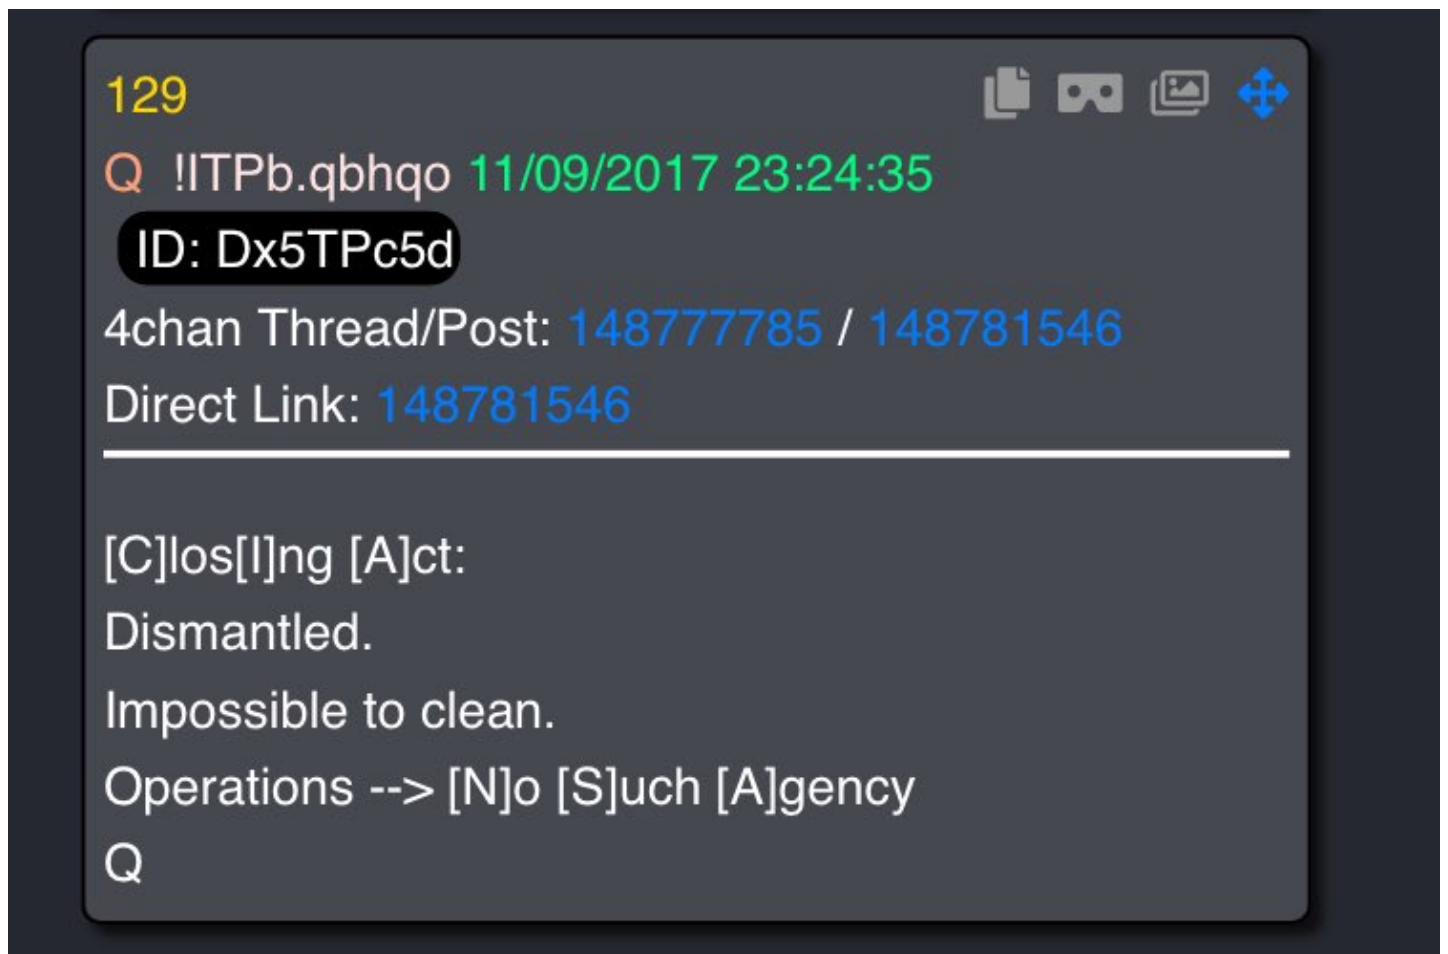 129
Q !ITPb.qbhqo 11/09/2017 23:24:35
ID: Dx5TPc5d
4chan Thread/Post: 148777785 / 148781546
Direct Link: 148781546
[C]los[I]ng [A]ct:
Dismantled.
Impossible to clean.
Operations --> [N]o [S]uch [A]gency
Q